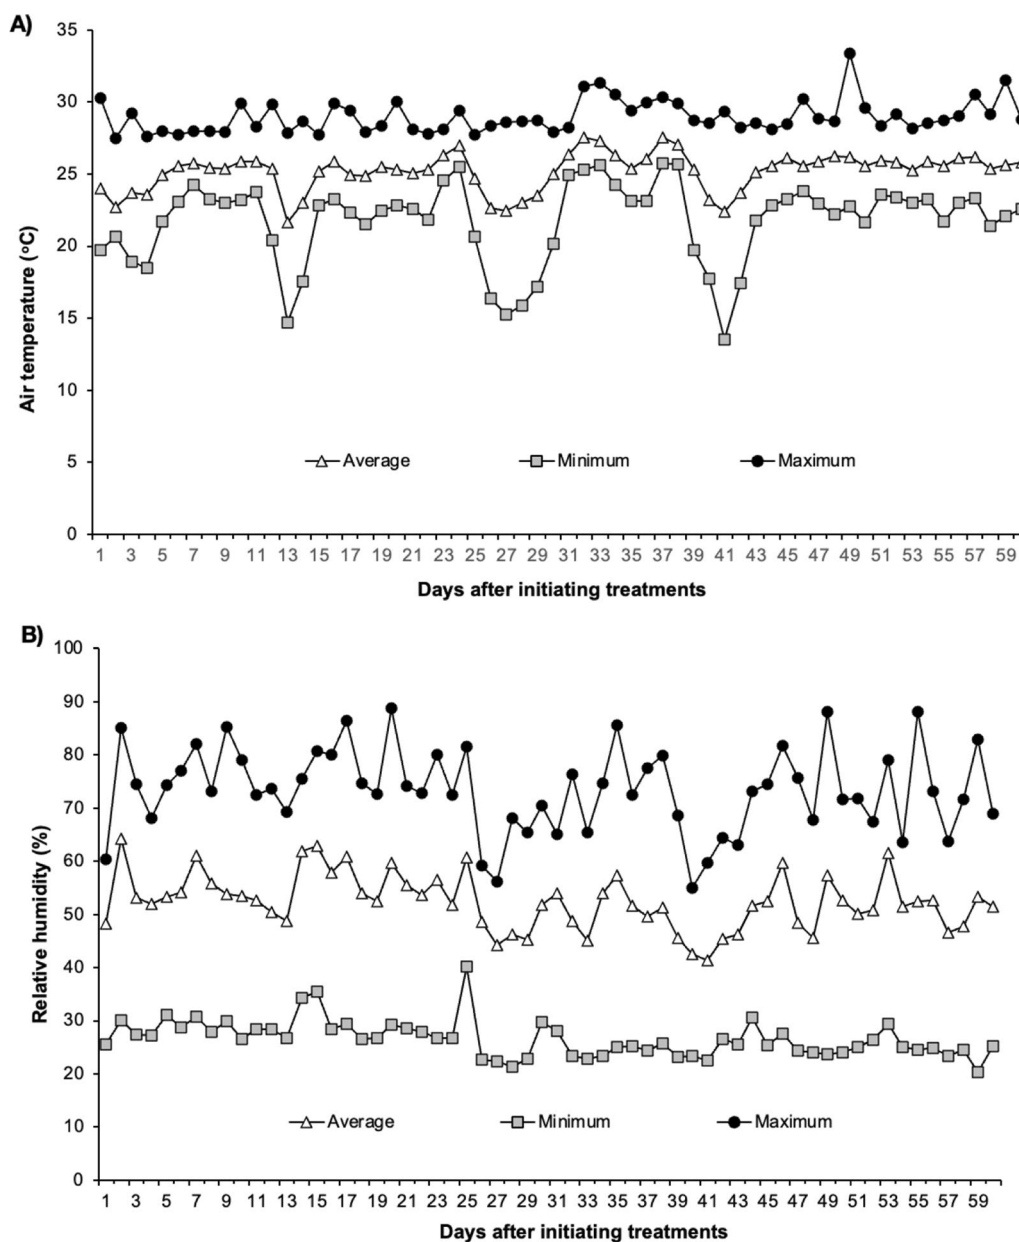 A)
35
30
25
20
15
10
5
0
Air temperature (°C)
Average Minimum Maximum
1 3 5 7 9 11 13 15 17 19 21 23 25 27 29 31 33 35 37 39 41 43 45 47 49 51 53 55 57 59
Days after initiating treatments
B)
100
90
80
70
60
50
40
30
20
10
0
Relative humidity (%)
Average Minimum Maximum
1 3 5 7 9 11 13 15 17 19 21 23 25 27 29 31 33 35 37 39 41 43 45 47 49 51 53 55 57 59
Days after initiating treatments